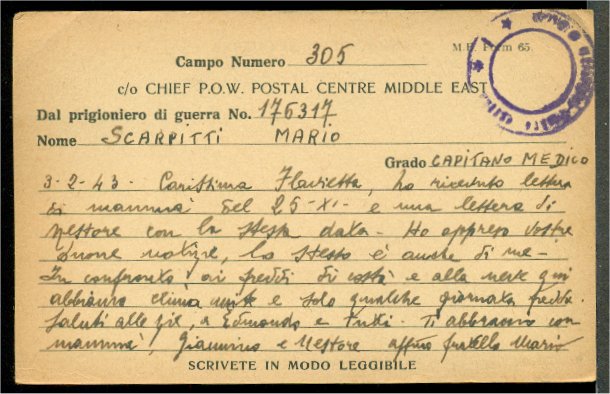 Campo Numero 305
M.E. Form 65.
c/o CHIEF P.O.W. POSTAL CENTRE MIDDLE EAST
Dal prigioniero di guerra No. 176317
Nome SCARPITTI MARIO
Grado CAPITANO MEDICO
3-2-43- Carissima Flavietta, ho ricevuto lettera
di mammà del 25-XI- e una lettera di
Nestore con la stessa data- Ho appreso vostre
buone notizie, lo stesso è anche di me-
In confronto ai freddi di costà e alla neve qui
abbiamo clima mite e solo qualche giornata fredda.
Saluti alle zie, a Edmondo e tutti- Ti abbraccio con
mammà, Giannino e Nestore affmo fratello Mario
SCRIVETE IN MODO LEGGIBILE